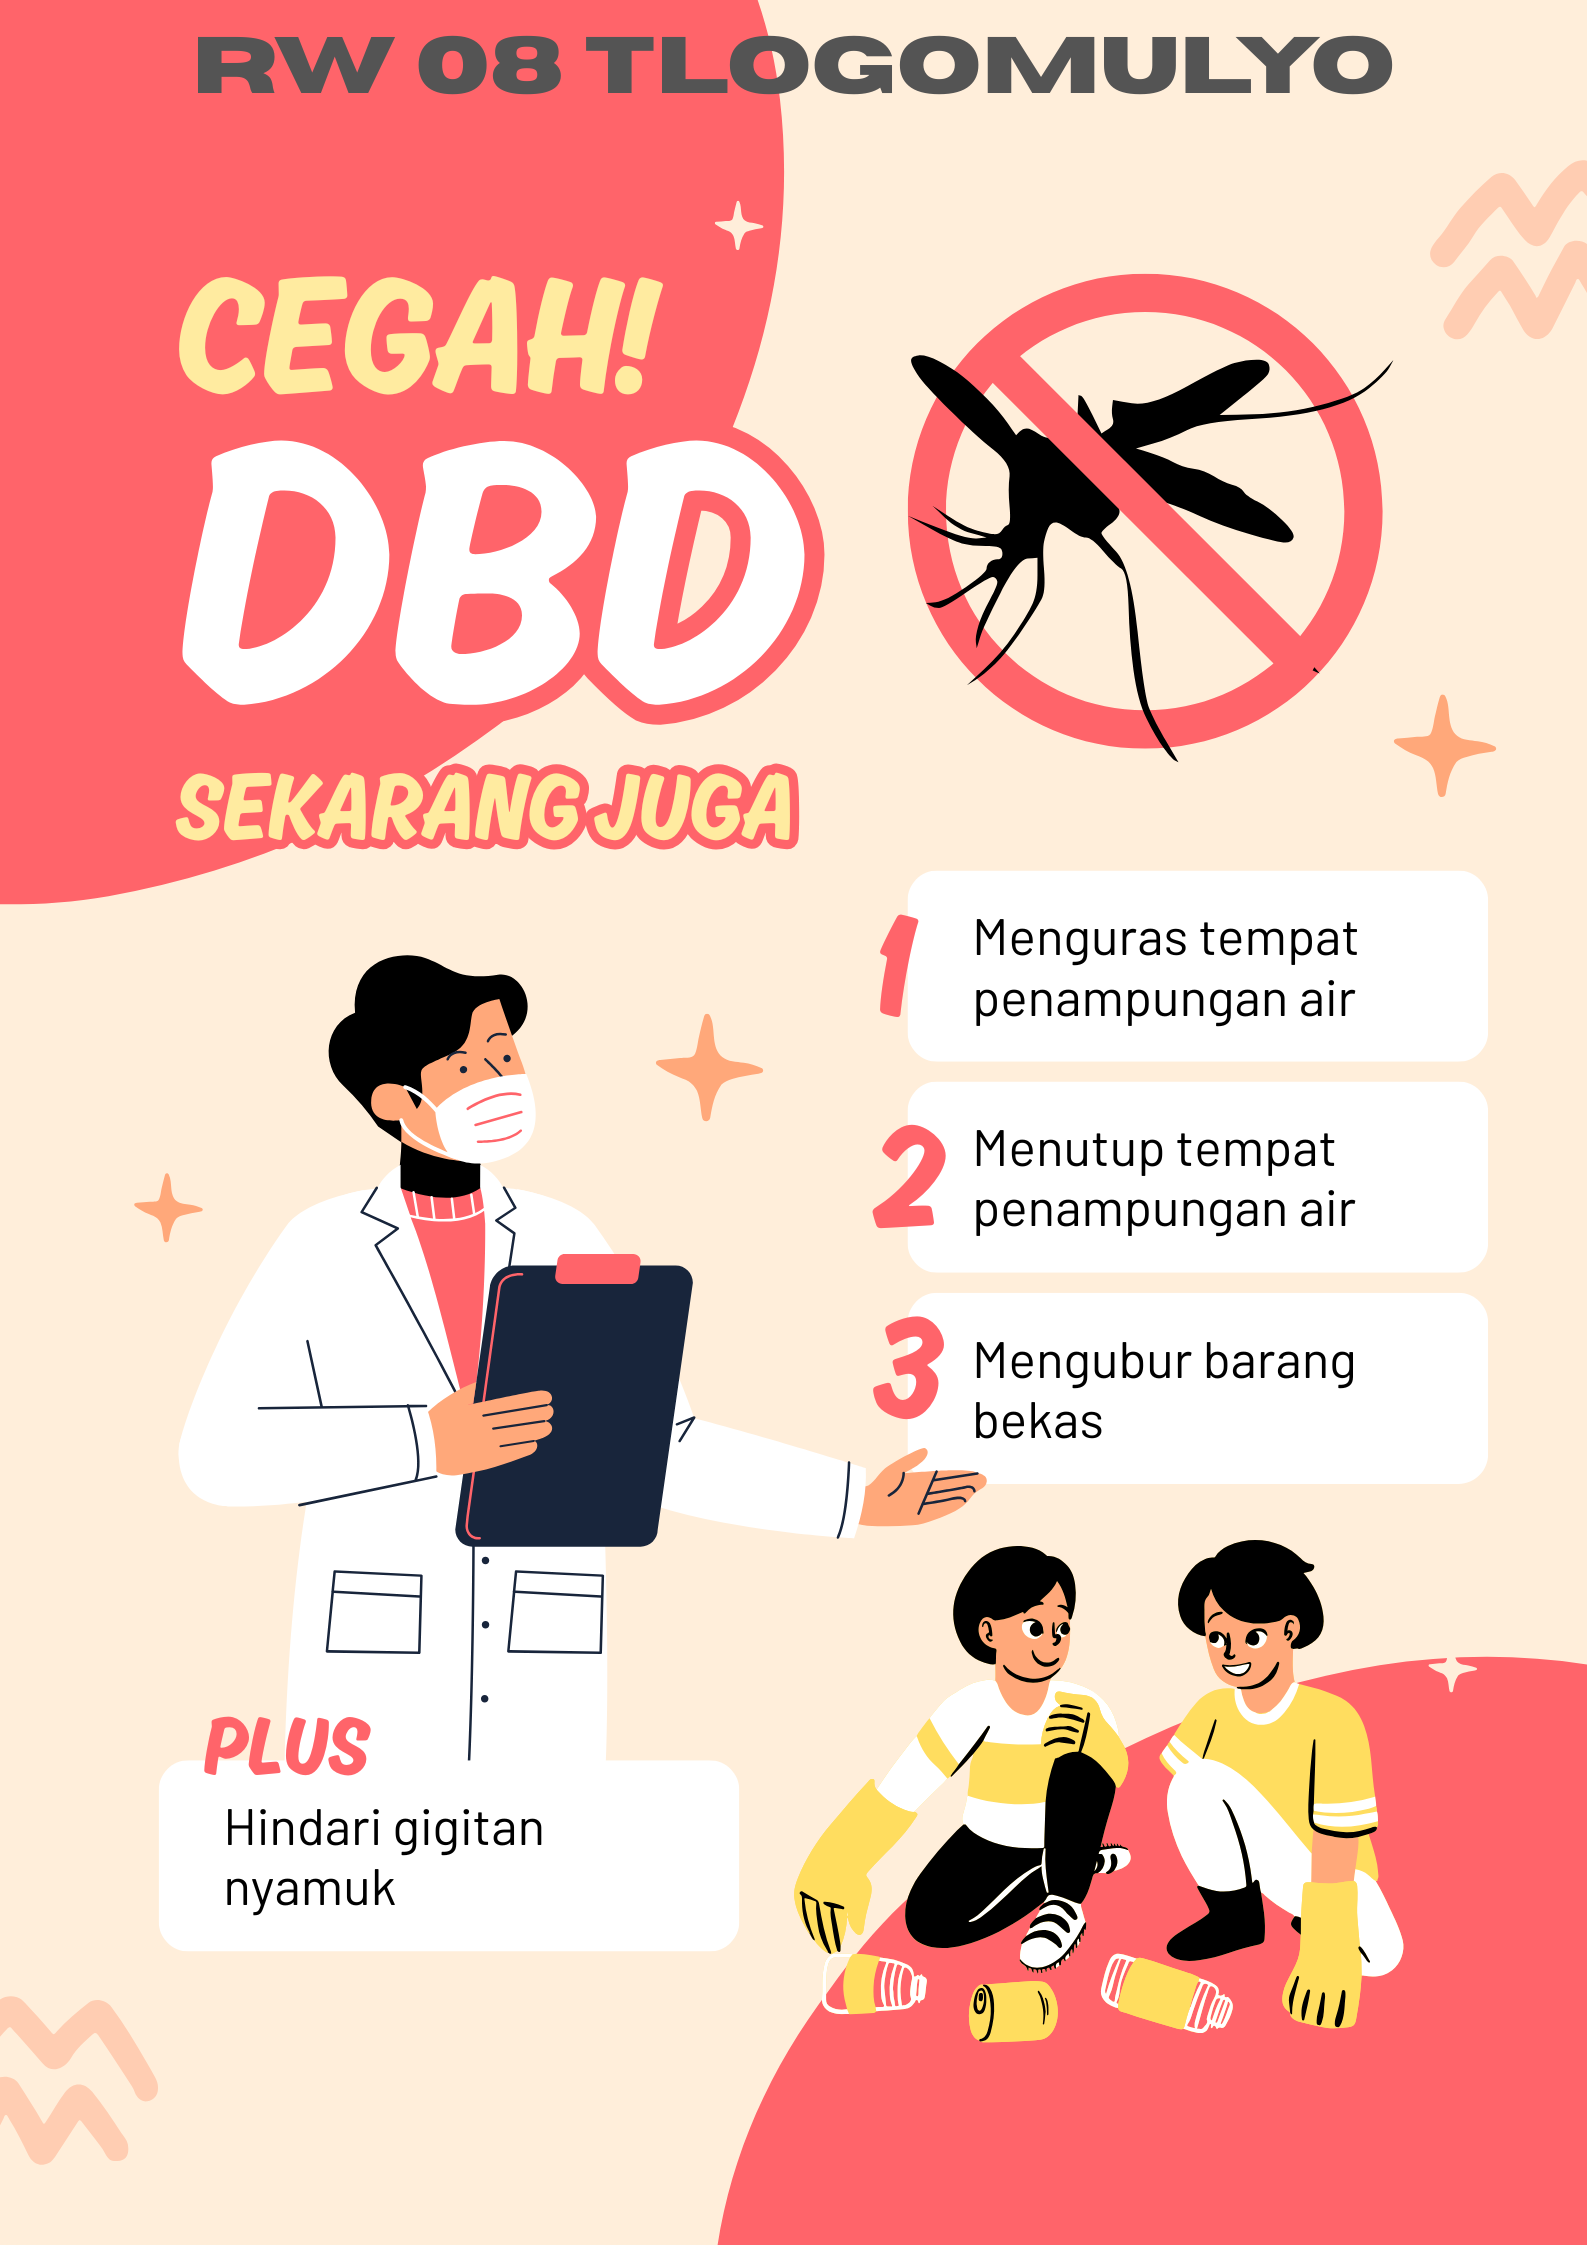 RW 08 TLOGOMULYO
CEGAH!
DBD
SEKARANG JUGA
1
Menguras tempat
penampungan air
2
Menutup tempat
penampungan air
3
Mengubur barang
bekas
PLUS
Hindari gigitan
nyamuk